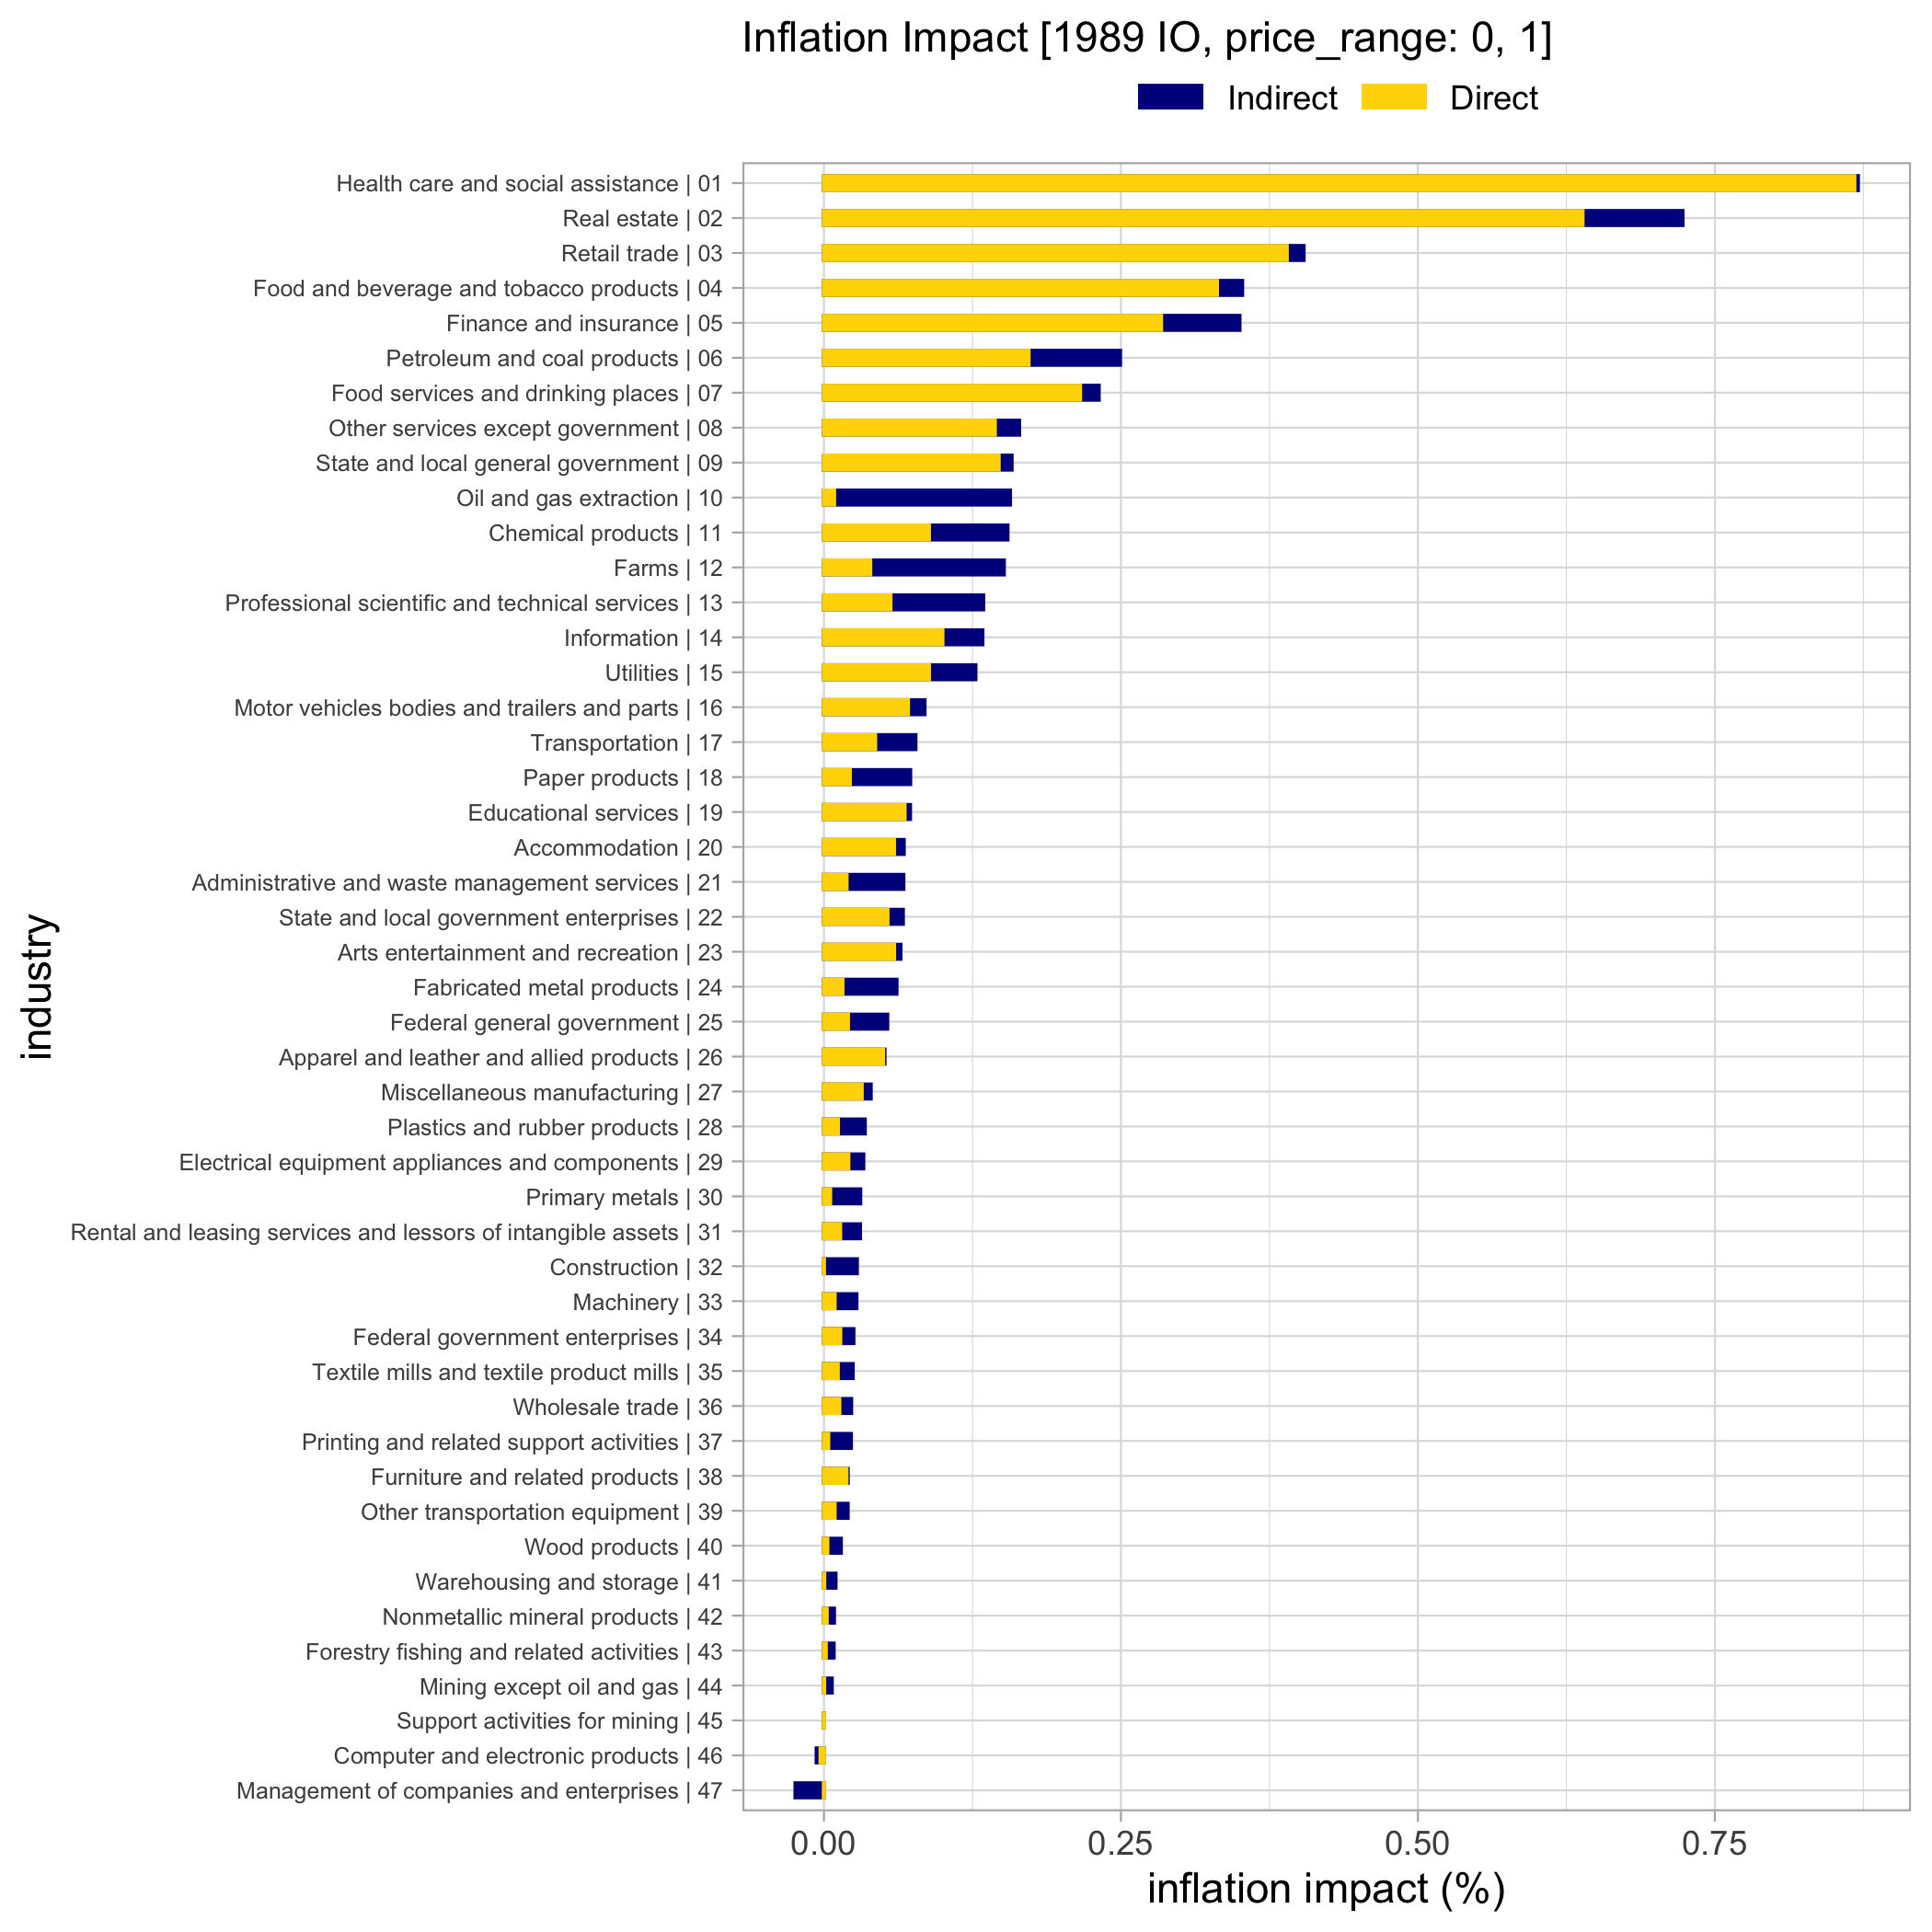 Inflation Impact [1989 IO, price_range: 0, 1]
Indirect Direct
Health care and social assistance | 01
Real estate | 02
Retail trade | 03
Food and beverage and tobacco products | 04
Finance and insurance | 05
Petroleum and coal products | 06
Food services and drinking places | 07
Other services except government | 08
State and local general government | 09
Oil and gas extraction | 10
Chemical products | 11
Farms | 12
Professional scientific and technical services | 13
Information | 14
Utilities | 15
Motor vehicles bodies and trailers and parts | 16
Transportation | 17
Paper products | 18
Educational services | 19
Accommodation | 20
Administrative and waste management services | 21
State and local government enterprises | 22
Arts entertainment and recreation | 23
Fabricated metal products | 24
Federal general government | 25
Apparel and leather and allied products | 26
Miscellaneous manufacturing | 27
Plastics and rubber products | 28
Electrical equipment appliances and components | 29
Primary metals | 30
Rental and leasing services and lessors of intangible assets | 31
Construction | 32
Machinery | 33
Federal government enterprises | 34
Textile mills and textile product mills | 35
Wholesale trade | 36
Printing and related support activities | 37
Furniture and related products | 38
Other transportation equipment | 39
Wood products | 40
Warehousing and storage | 41
Nonmetallic mineral products | 42
Forestry fishing and related activities | 43
Mining except oil and gas | 44
Support activities for mining | 45
Computer and electronic products | 46
Management of companies and enterprises | 47
industry
0.00 0.25 0.50 0.75
inflation impact (%)